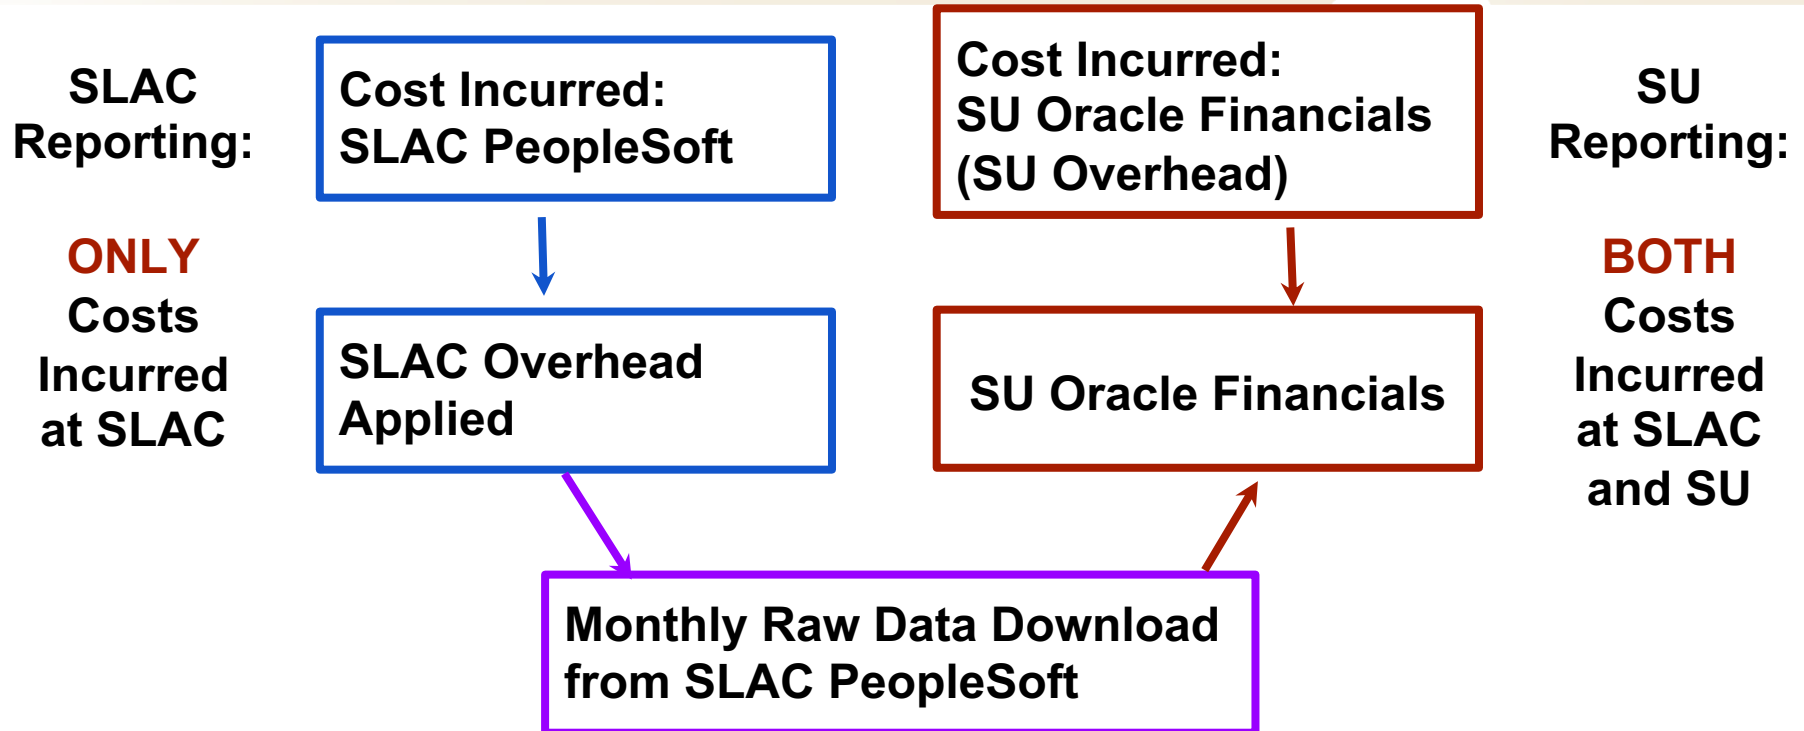 SLAC
Reporting:
ONLY
Costs
Incurred
at SLAC
Cost Incurred:
SLAC PeopleSoft
SLAC Overhead
Applied
Cost Incurred:
SU Oracle Financials
(SU Overhead)
SU Oracle Financials
SU
Reporting:
BOTH
Costs
Incurred
at SLAC
and SU
Monthly Raw Data Download
from SLAC PeopleSoft